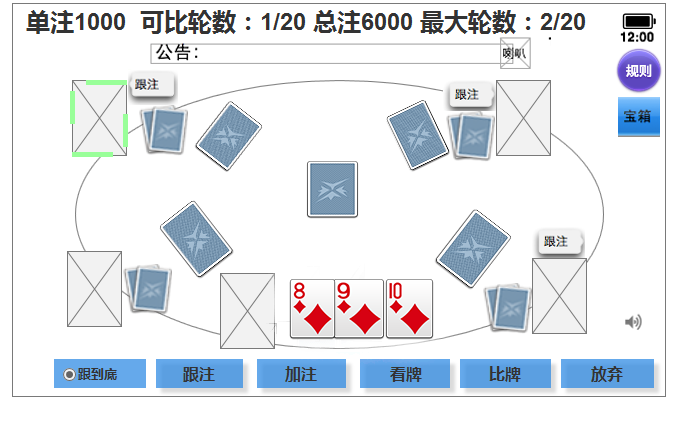 单注1000 可比轮数：1/20 总注6000 最大轮数：2/20
12:00
公告：
喇叭
规则
跟注
跟注
宝箱
跟注
8 9 10
跟到底 跟注 加注 看牌 比牌 放弃